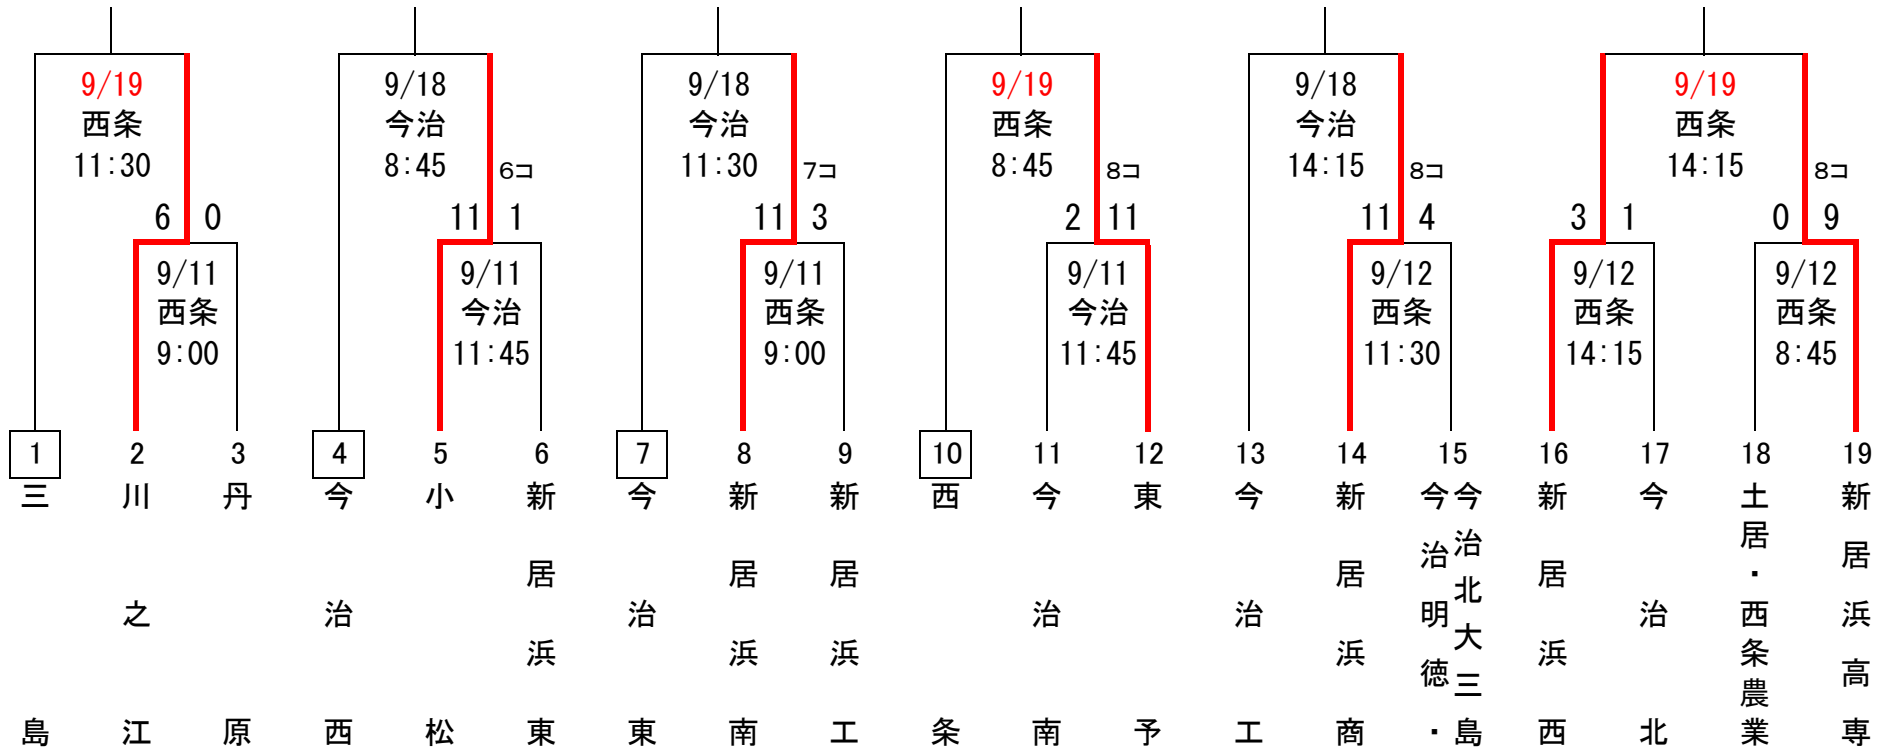 9/19
西条
11:30
9/18
今治
8:45
9/18
今治
11:30
9/19
西条
8:45
9/18
今治
14:15
9/19
西条
14:15
6コ
7コ
8コ
8コ
8コ
6 0
11 1
11 3
2 11
11 4
3 1
0 9
9/11
西条
9:00
9/11
今治
11:45
9/11
西条
9:00
9/11
今治
11:45
9/12
西条
11:30
9/12
西条
14:15
9/12
西条
8:45
1
三島
2
川之江
3
丹原
4
今治西
5
小松
6
新居浜東
7
今治東
8
新居浜南
9
新居浜工
10
西条
11
今治南
12
東予
13
今治工
14
新居浜商
15
今治北大三島
今治明徳・
16
新居浜西
17
今治北
18
土居・西条農業
19
新居浜高専